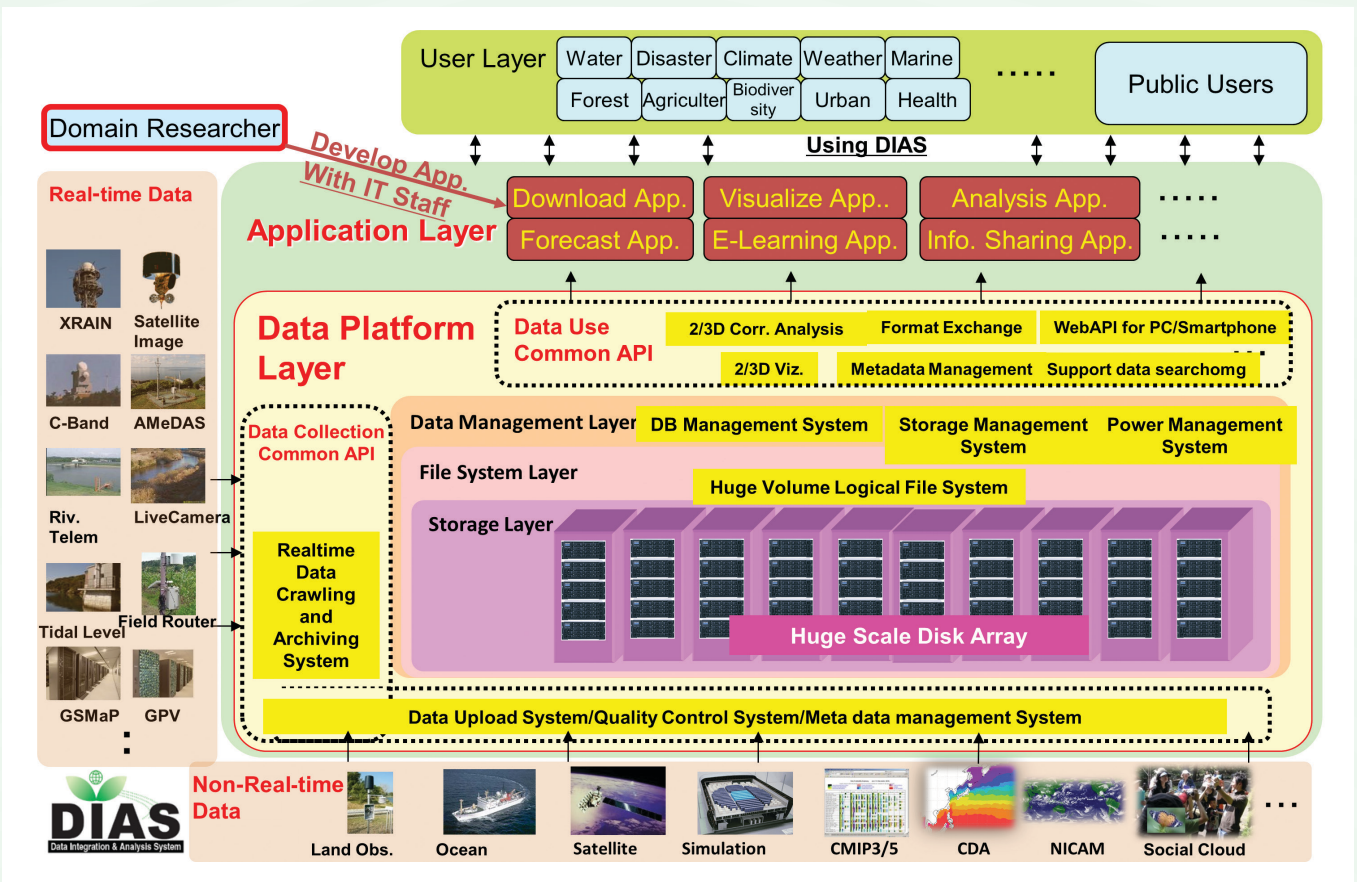 User Layer
Water
Disaster
Climate
Weather
Marine
Forest
Agriculter
Biodiver
sity
Urban
Health
.....
Public Users
Using DIAS
Domain Researcher
Develop App.
With IT Staff
Application Layer
Download App.
Visualize App..
Analysis App.
.....
Forecast App.
E-Learning App.
Info. Sharing App.
.....
Real-time Data
XRAIN
Satellite
Image
C-Band
AMeDAS
Riv.
Telem
LiveCamera
Tidal Level
Field Router
GSMaP
GPV
Data Platform
Layer
Data Use
Common API
2/3D Corr. Analysis
Format Exchange
WebAPI for PC/Smartphone
2/3D Viz.
Metadata Management
Support data searchomg
...
Data Collection
Common API
Realtime
Data
Crawling
and
Archiving
System
Data Management Layer
DB Management System
Storage Management
System
Power Management
System
File System Layer
Huge Volume Logical File System
Storage Layer
Huge Scale Disk Array
Data Upload System/Quality Control System/Meta data management System
DIAS
Data Integration & Analysis System
Non-Real-time
Data
Land Obs.
Ocean
Satellite
Simulation
CMIP3/5
CDA
NICAM
Social Cloud
...